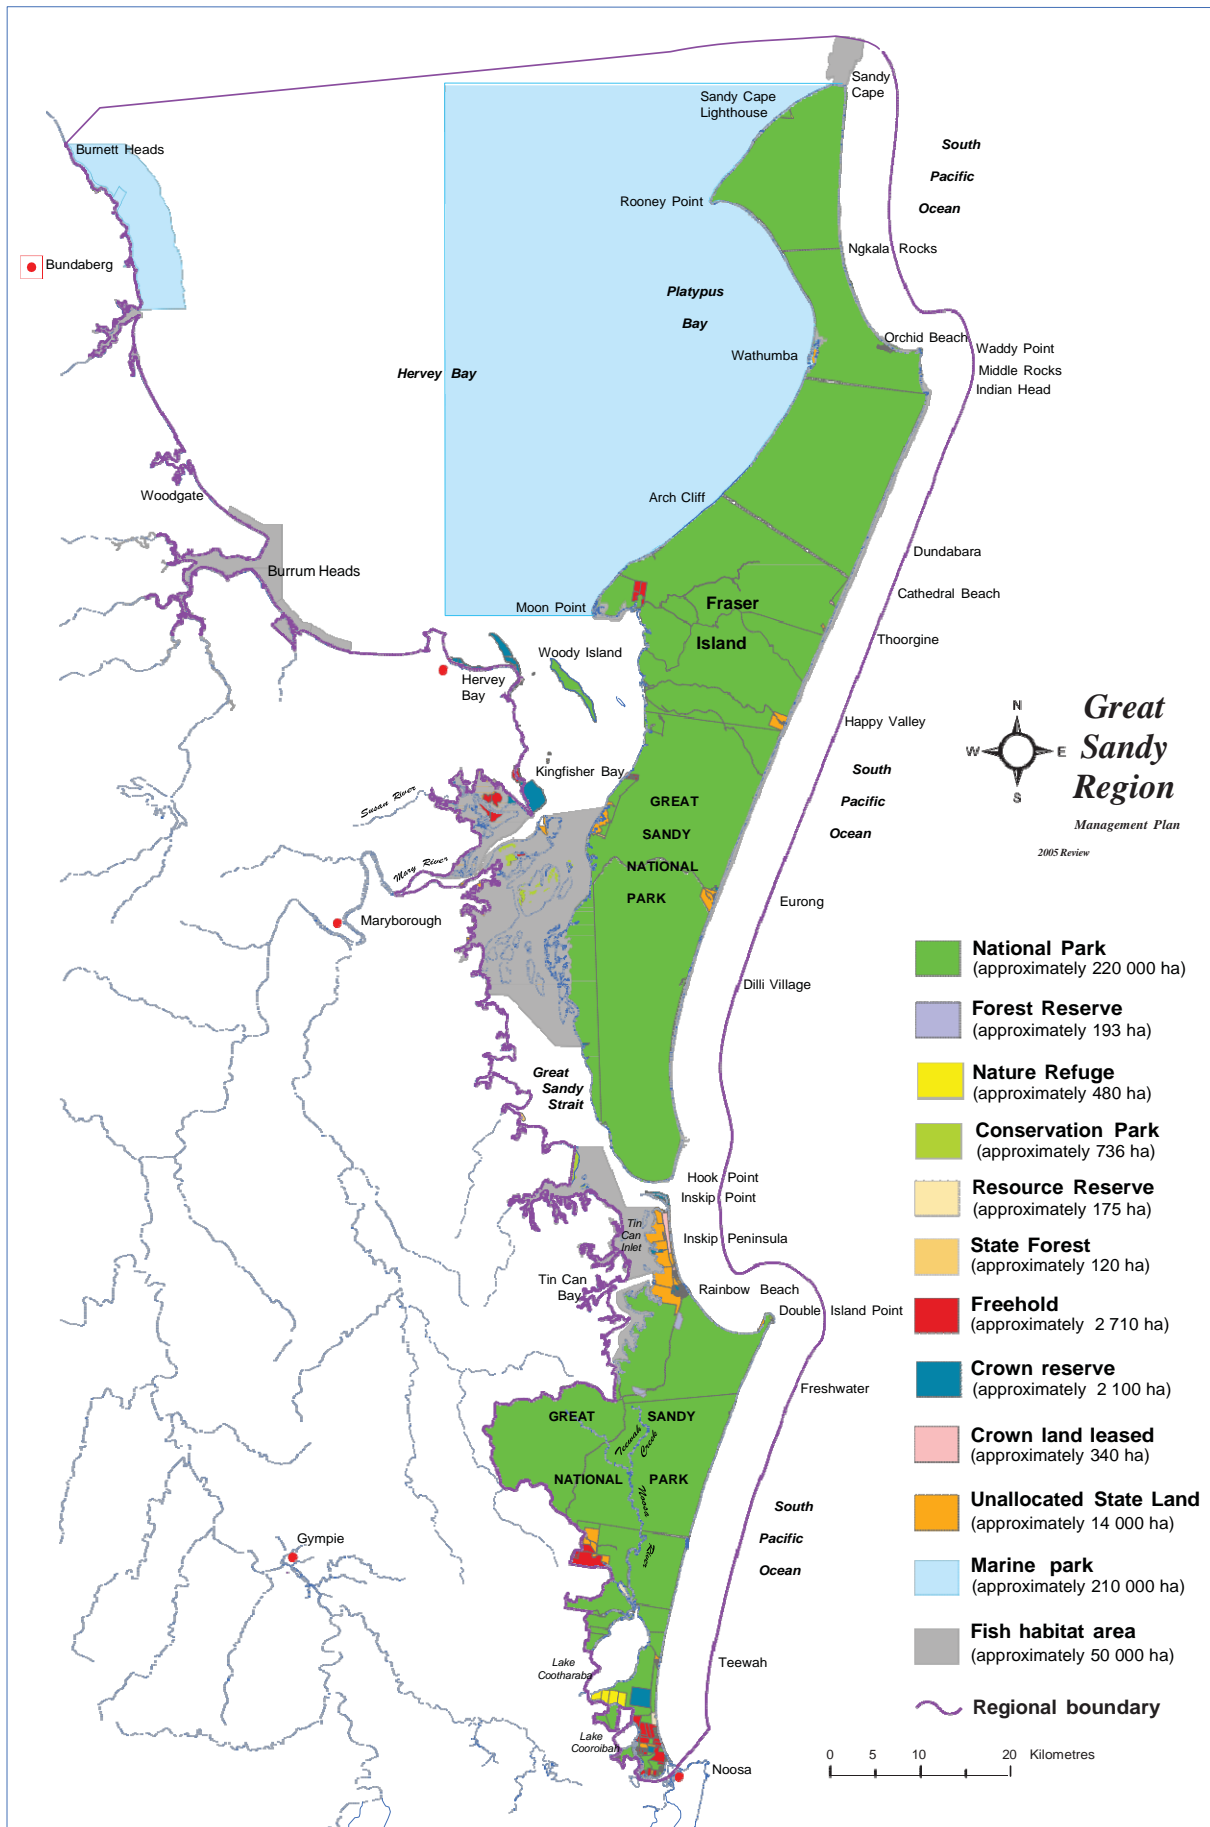 Sandy
Cape
Sandy Cape
Lighthouse
Burnett Heads
South
Pacific
Ocean
Rooney Point
Ngkala Rocks
Bundaberg
Platypus
Bay
Orchid Beach
Waddy Point
Wathumba
Middle Rocks
Indian Head
Hervey Bay
Woodgate
Arch Cliff
Dundabara
Burrum Heads
Cathedral Beach
Moon Point
Fraser
Island
Thoorgine
Woody Island
Hervey
Bay
Happy Valley
N
W
E
S
Great
Sandy
Region
Management Plan
2005 Review
Kingfisher Bay
South
Pacific
Ocean
Susan River
GREAT
SANDY
NATIONAL
PARK
Mary River
Maryborough
Eurong
Dilli Village
Great
Sandy
Strait
Hook Point
Inskip Point
Tin
Can
Inlet
Inskip Peninsula
Tin Can
Bay
Rainbow Beach
Double Island Point
Freshwater
GREAT SANDY
Teewah
Creek
NATIONAL PARK
Noosa
River
South
Pacific
Ocean
Gympie
Lake
Cootharaba
Teewah
Lake
Cooroibah
Noosa
National Park
(approximately 220 000 ha)
Forest Reserve
(approximately 193 ha)
Nature Refuge
(approximately 480 ha)
Conservation Park
(approximately 736 ha)
Resource Reserve
(approximately 175 ha)
State Forest
(approximately 120 ha)
Freehold
(approximately 2 710 ha)
Crown reserve
(approximately 2 100 ha)
Crown land leased
(approximately 340 ha)
Unallocated State Land
(approximately 14 000 ha)
Marine park
(approximately 210 000 ha)
Fish habitat area
(approximately 50 000 ha)
Regional boundary
0 5 10 20 Kilometres